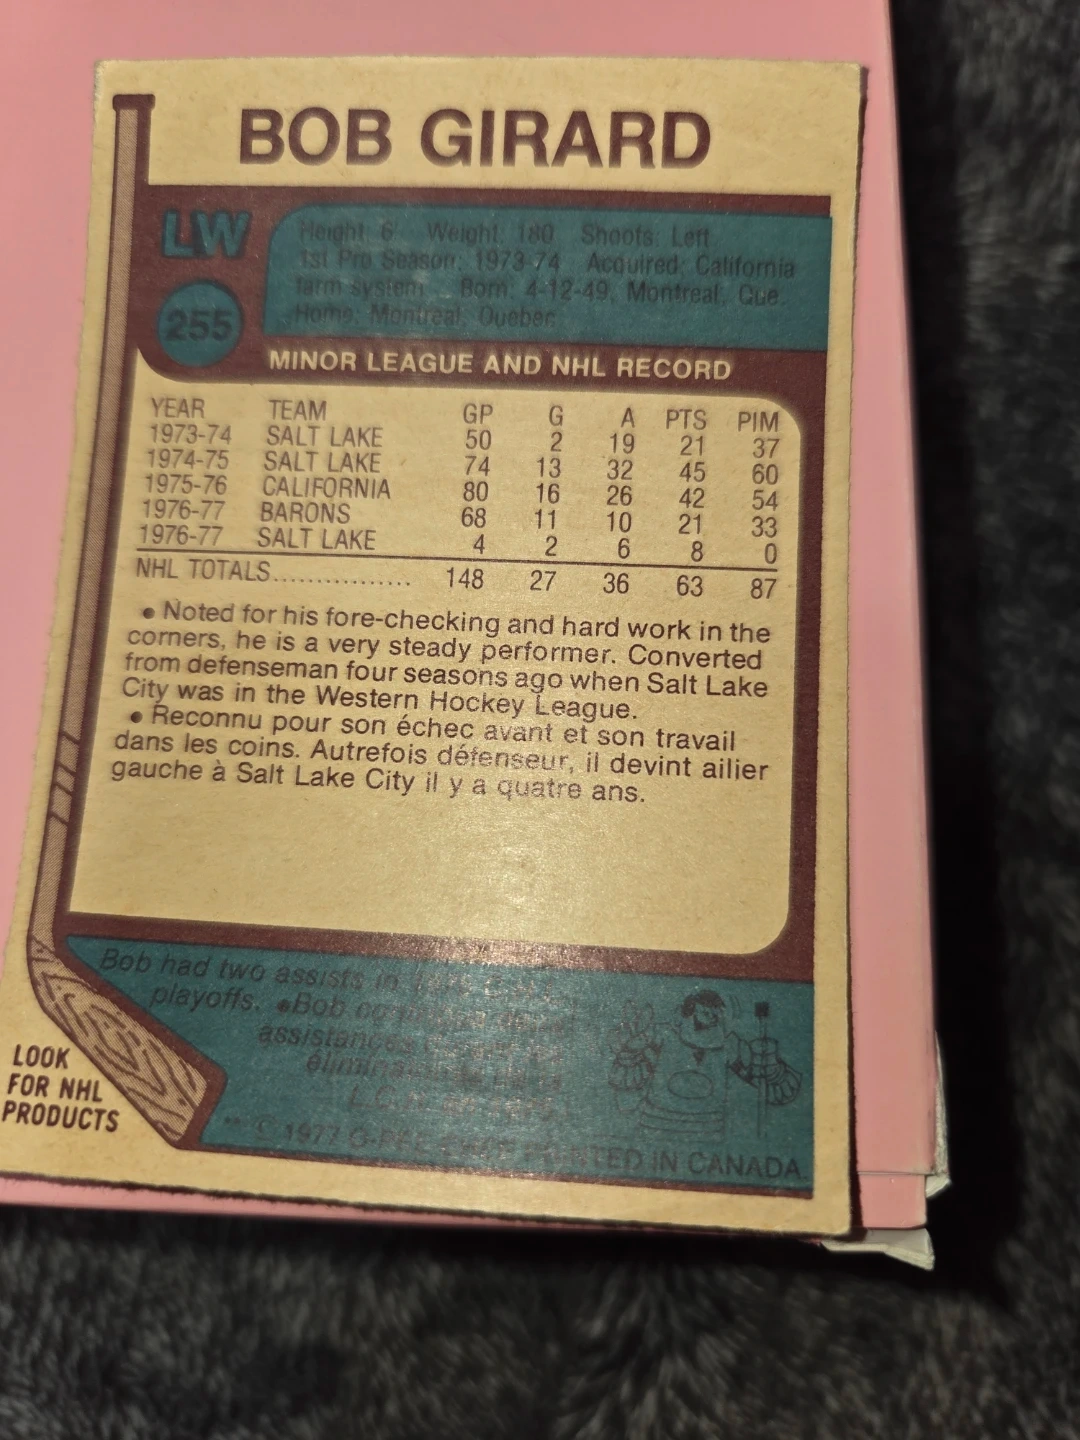 BOB GIRARD
LW
255
Height: 6' Weight: 180 Shoots: Left
1st Pro Season: 1973-74 Acquired: California
farm system Born: 4-12-49, Montreal, Que.
Home: Montreal, Quebec
MINOR LEAGUE AND NHL RECORD
YEAR TEAM GP G A PTS PIM
1973-74 SALT LAKE 50 2 19 21 37
1974-75 SALT LAKE 74 13 32 45 60
1975-76 CALIFORNIA 80 16 26 42 54
1976-77 BARONS 68 11 10 21 33
1976-77 SALT LAKE 4 2 6 8 0
NHL TOTALS................ 148 27 36 63 87
• Noted for his fore-checking and hard work in the
corners, he is a very steady performer. Converted
from defenseman four seasons ago when Salt Lake
City was in the Western Hockey League.
• Reconnu pour son échec avant et son travail
dans les coins. Autrefois défenseur, il devint ailier
gauche à Salt Lake City il y a quatre ans.
Bob had two assists in
playoffs. •Bob
assistances
L.C.H.
© 1977 O-PEE-CHEE PRINTED IN CANADA
LOOK
FOR NHL
PRODUCTS